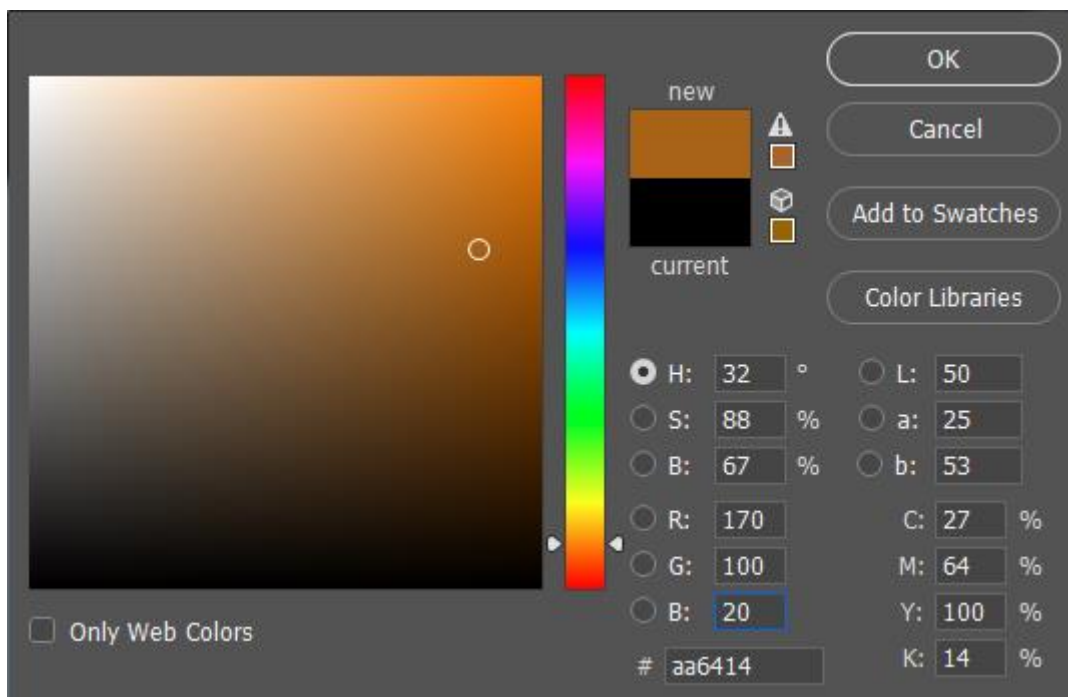 new
current
OK
Cancel
Add to Swatches
Color Libraries
H: 32 °
S: 88 %
B: 67 %
R: 170
G: 100
B: 20
# aa6414
L: 50
a: 25
b: 53
C: 27 %
M: 64 %
Y: 100 %
K: 14 %
Only Web Colors